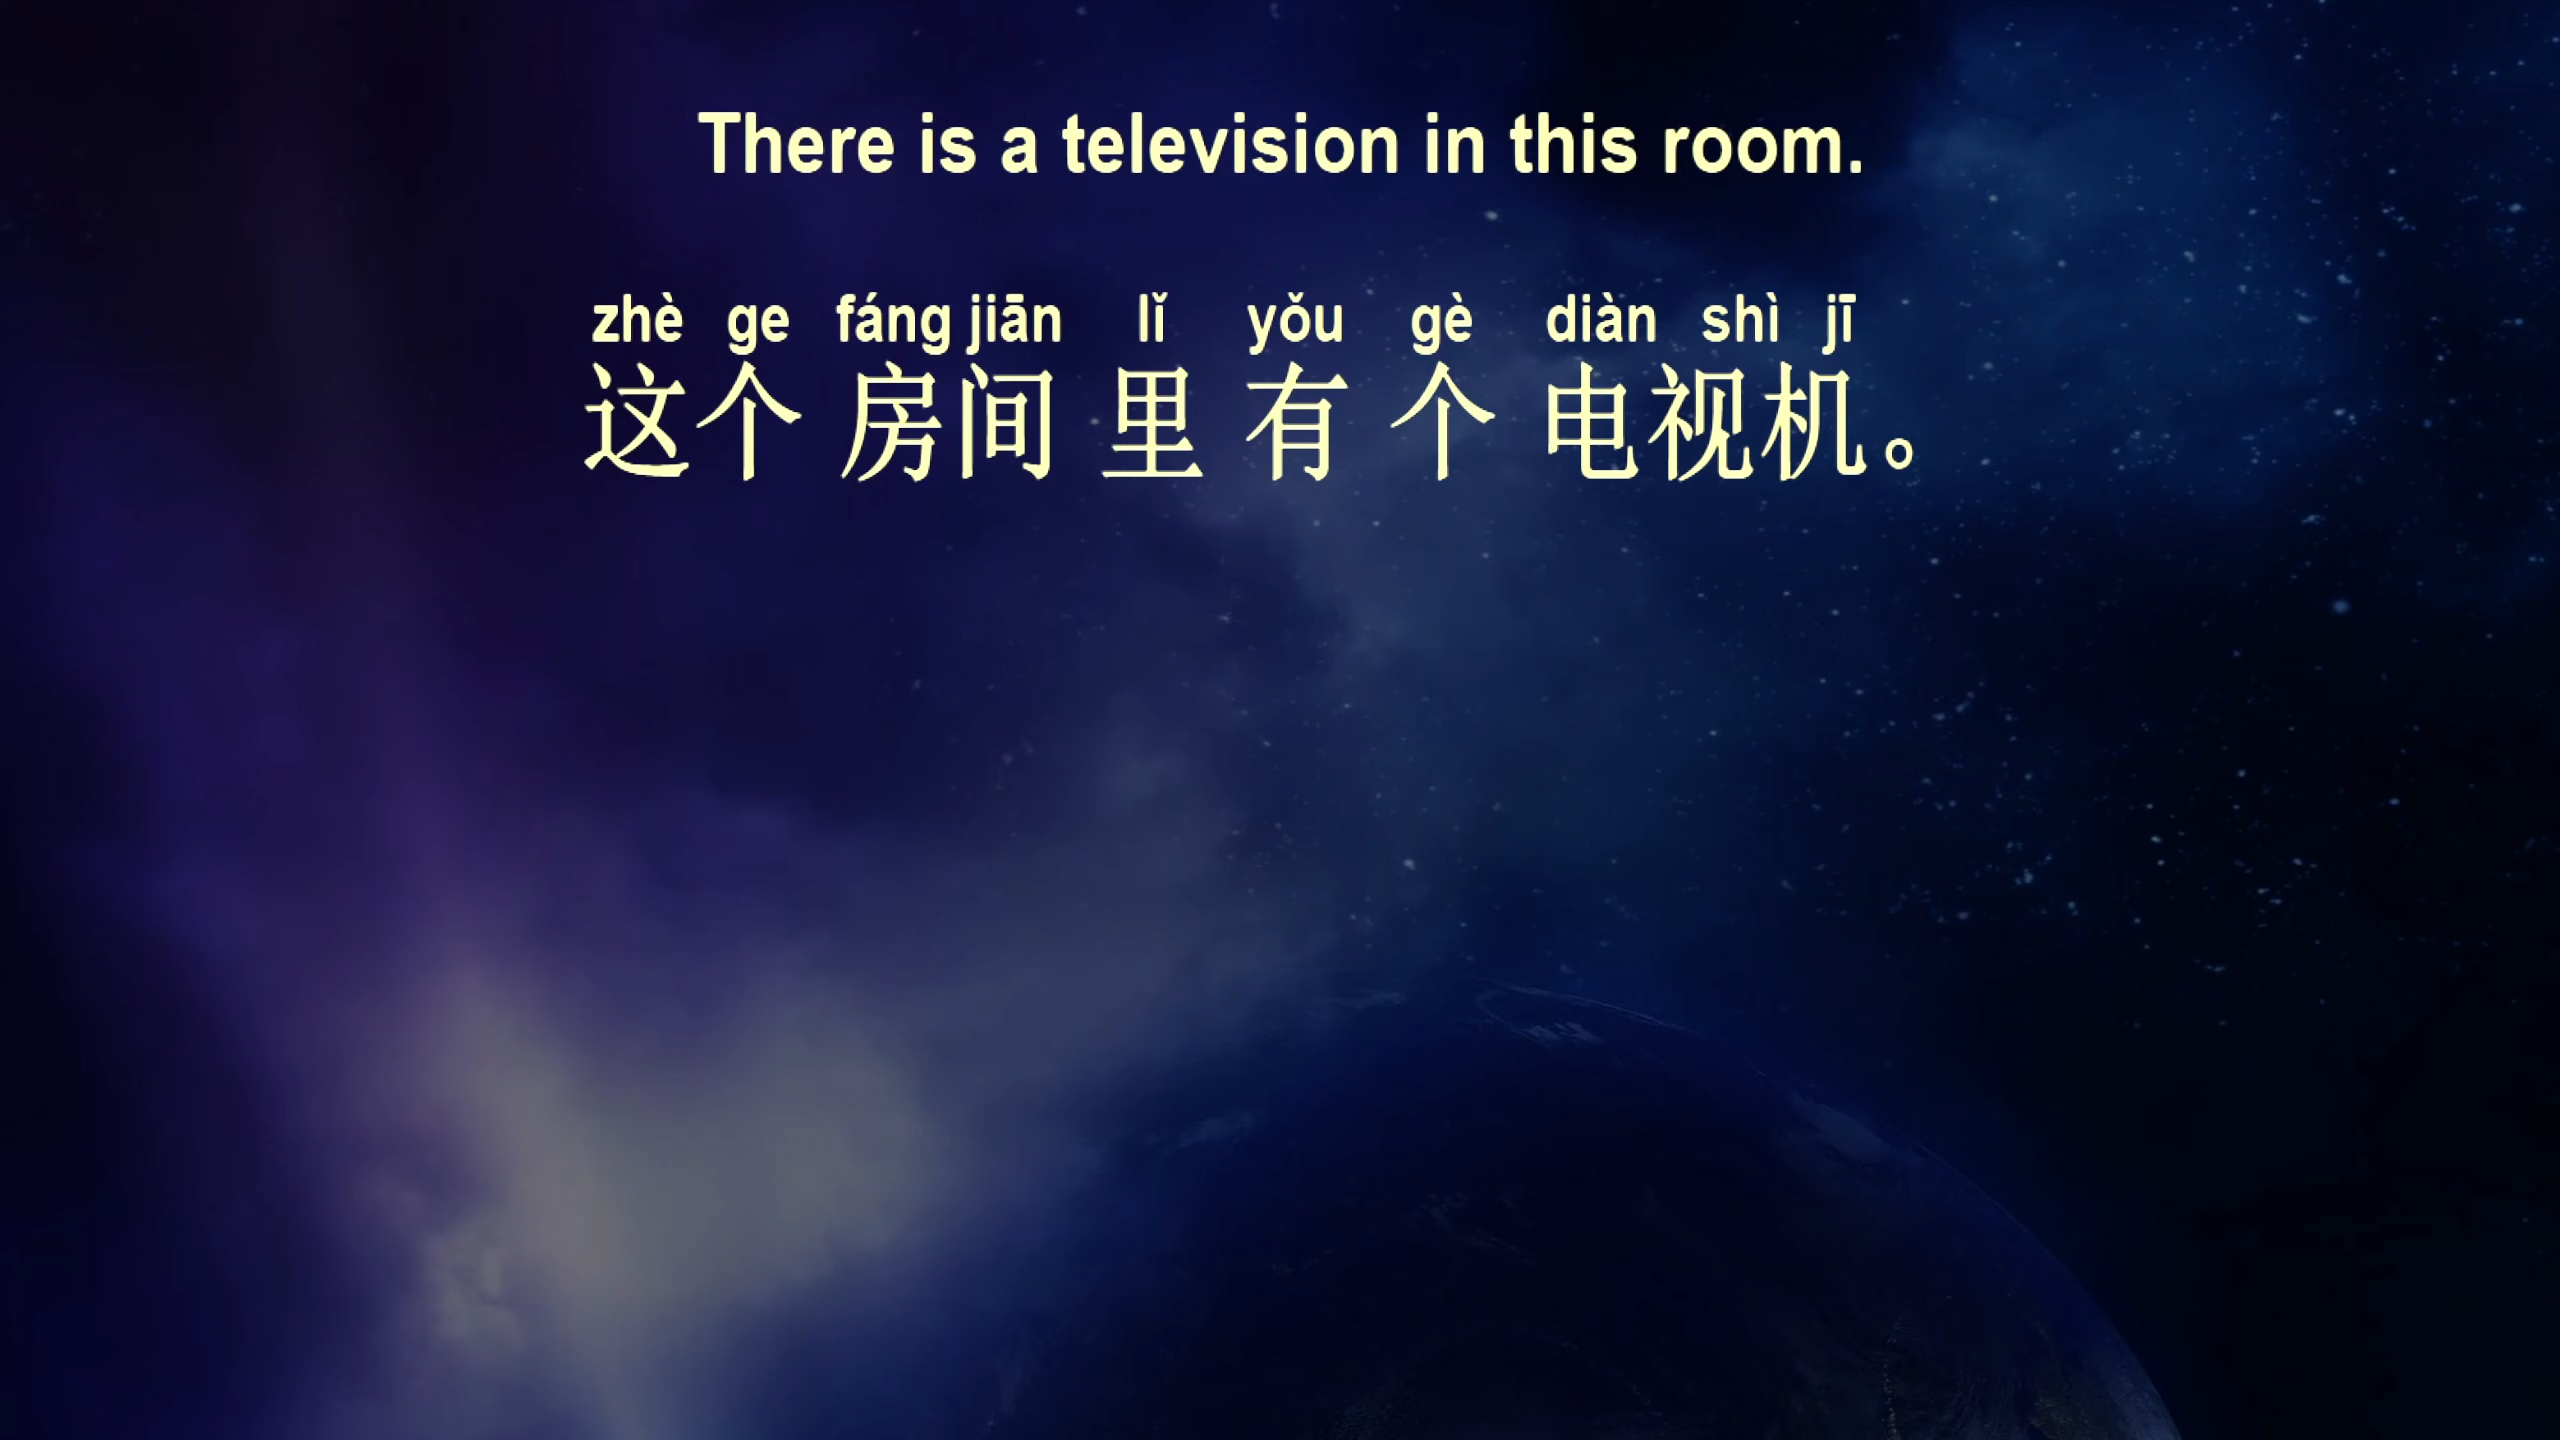 There is a television in this room.
zhè ge fáng jiān lǐ yǒu gè diàn shì jī
这个 房间 里 有 个 电视机。